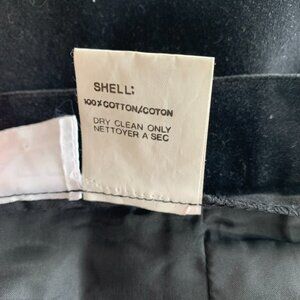 SHELL:
100% COTTON/COTON
DRY CLEAN ONLY
NETTOYER A SEC